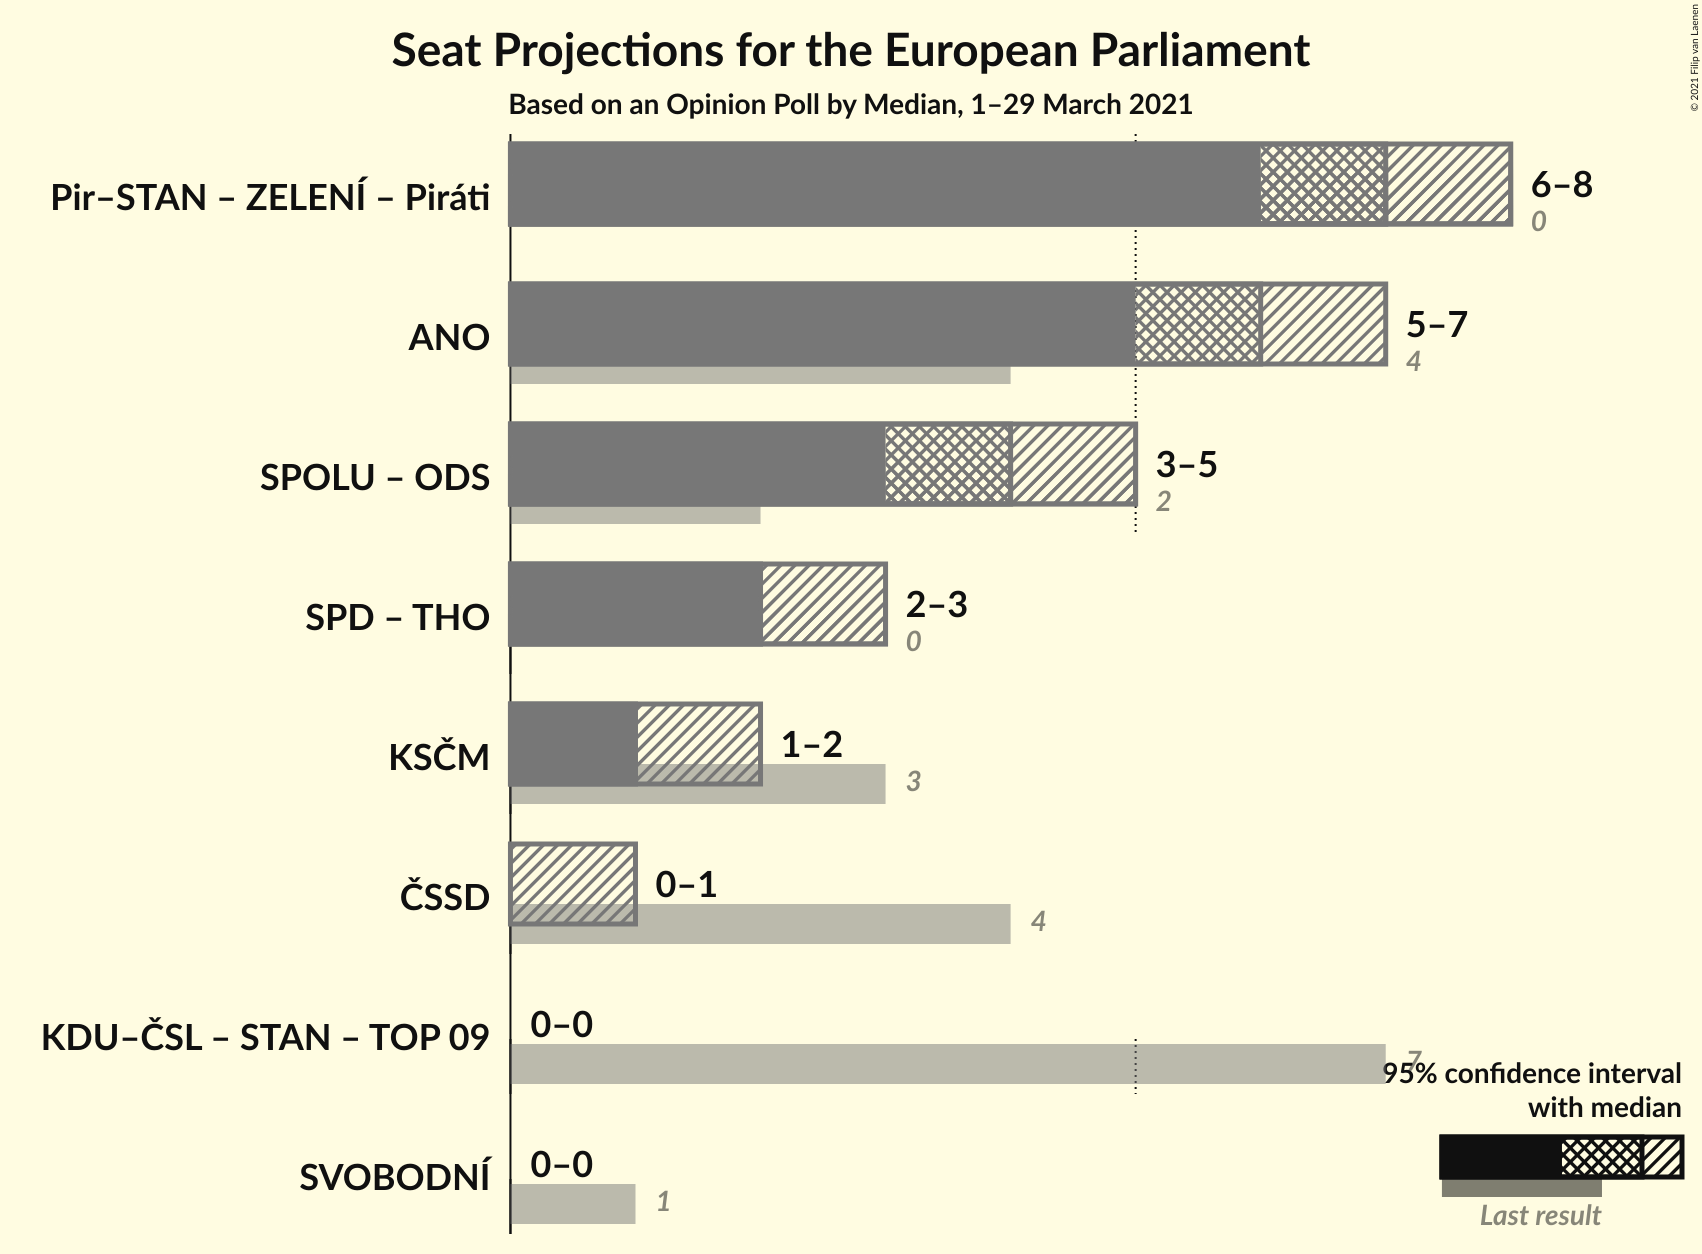 Seat Projections for the European Parliament
Based on an Opinion Poll by Median, 1–29 March 2021
© 2021 Filip van Laenen
Pir–STAN – ZELENÍ – Piráti
6–8
0
ANO
5–7
4
SPOLU – ODS
3–5
2
SPD – THO
2–3
0
KSČM
1–2
3
ČSSD
0–1
4
KDU–ČSL – STAN – TOP 09
0–0
7
SVOBODNÍ
0–0
1
95% confidence interval
with median
Last result